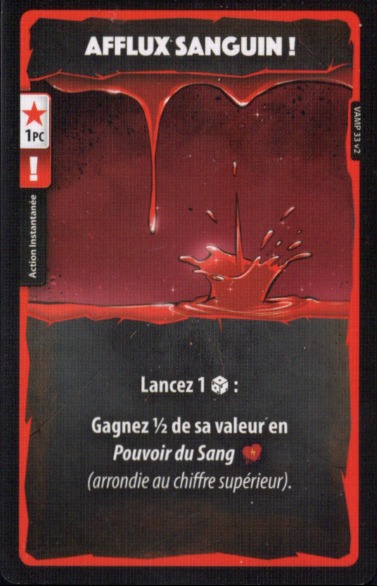 AFFLUX SANGUIN !
1PC
!
Action Instantanée
VAMP 33 v2
Lancez 1 :
Gagnez ½ de sa valeur en
Pouvoir du Sang
(arrondie au chiffre supérieur).